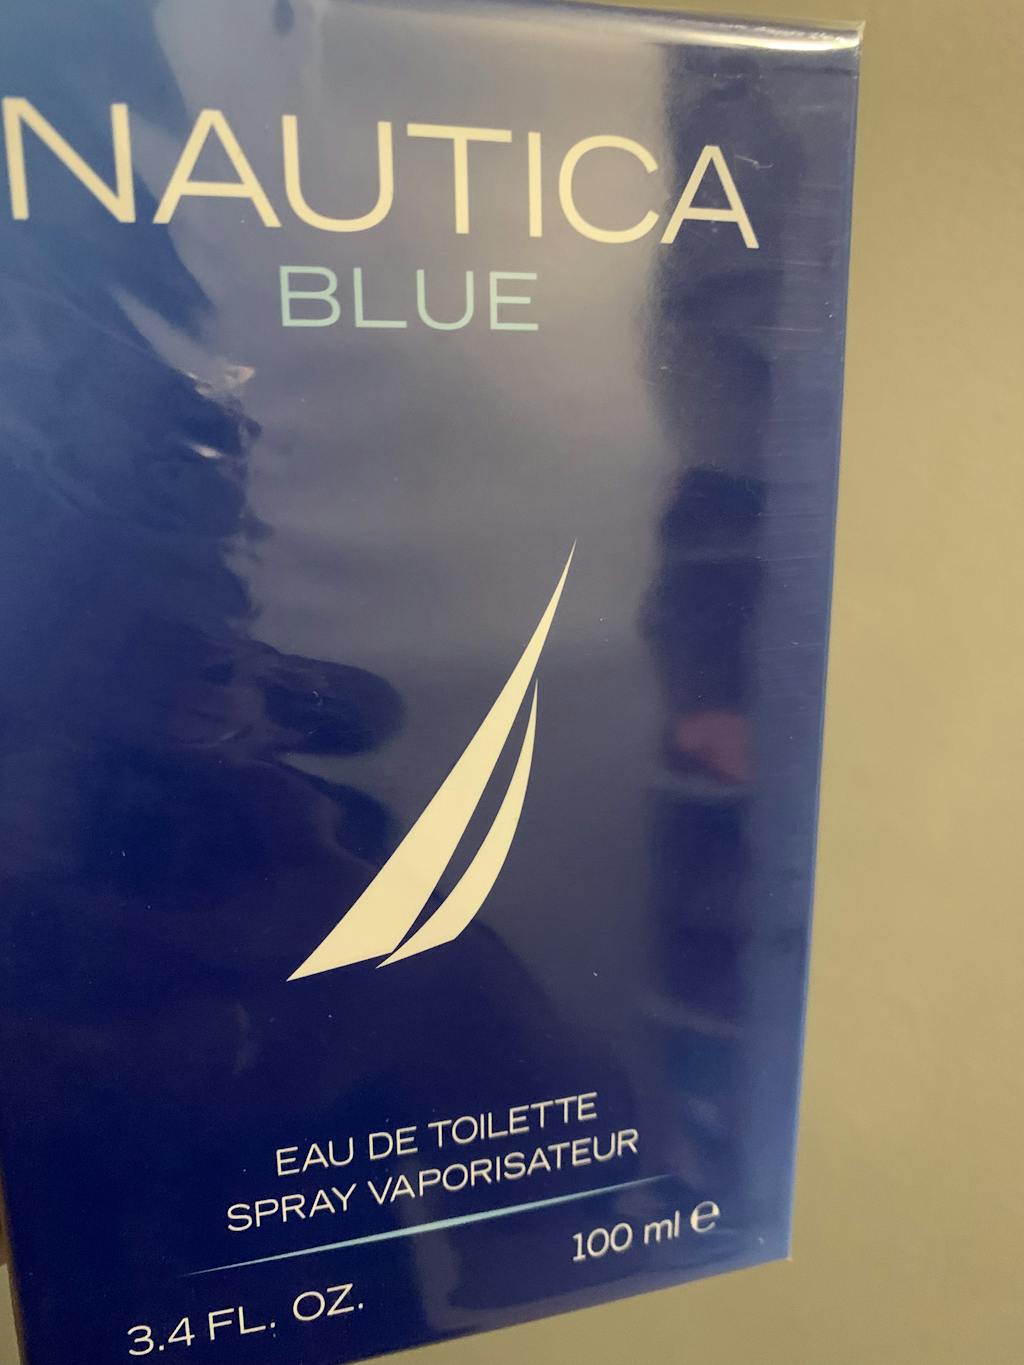 NAUTICA
BLUE
EAU DE TOILETTE
SPRAY VAPORISATEUR
100 ml ℮
3.4 FL. OZ.